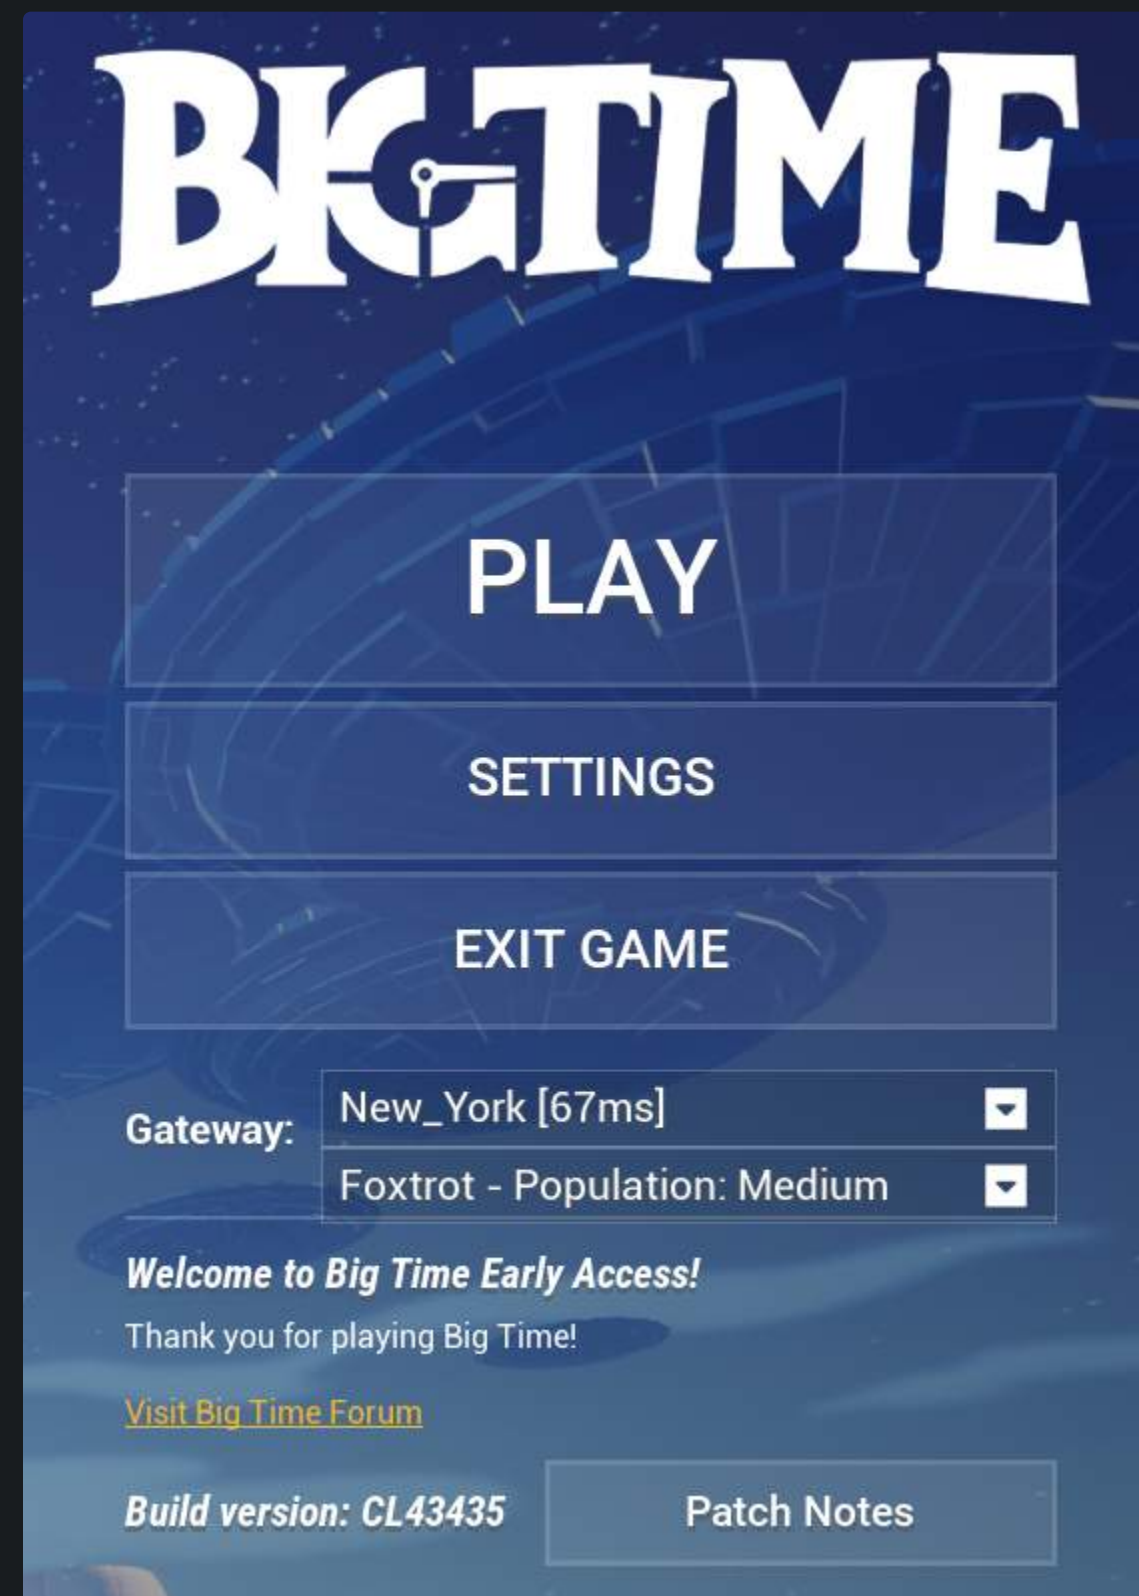 BIGTIME
PLAY
SETTINGS
EXIT GAME
Gateway:
New_York [67ms]
Foxtrot - Population: Medium
Welcome to Big Time Early Access!
Thank you for playing Big Time!
Visit Big Time Forum
Build version: CL43435
Patch Notes